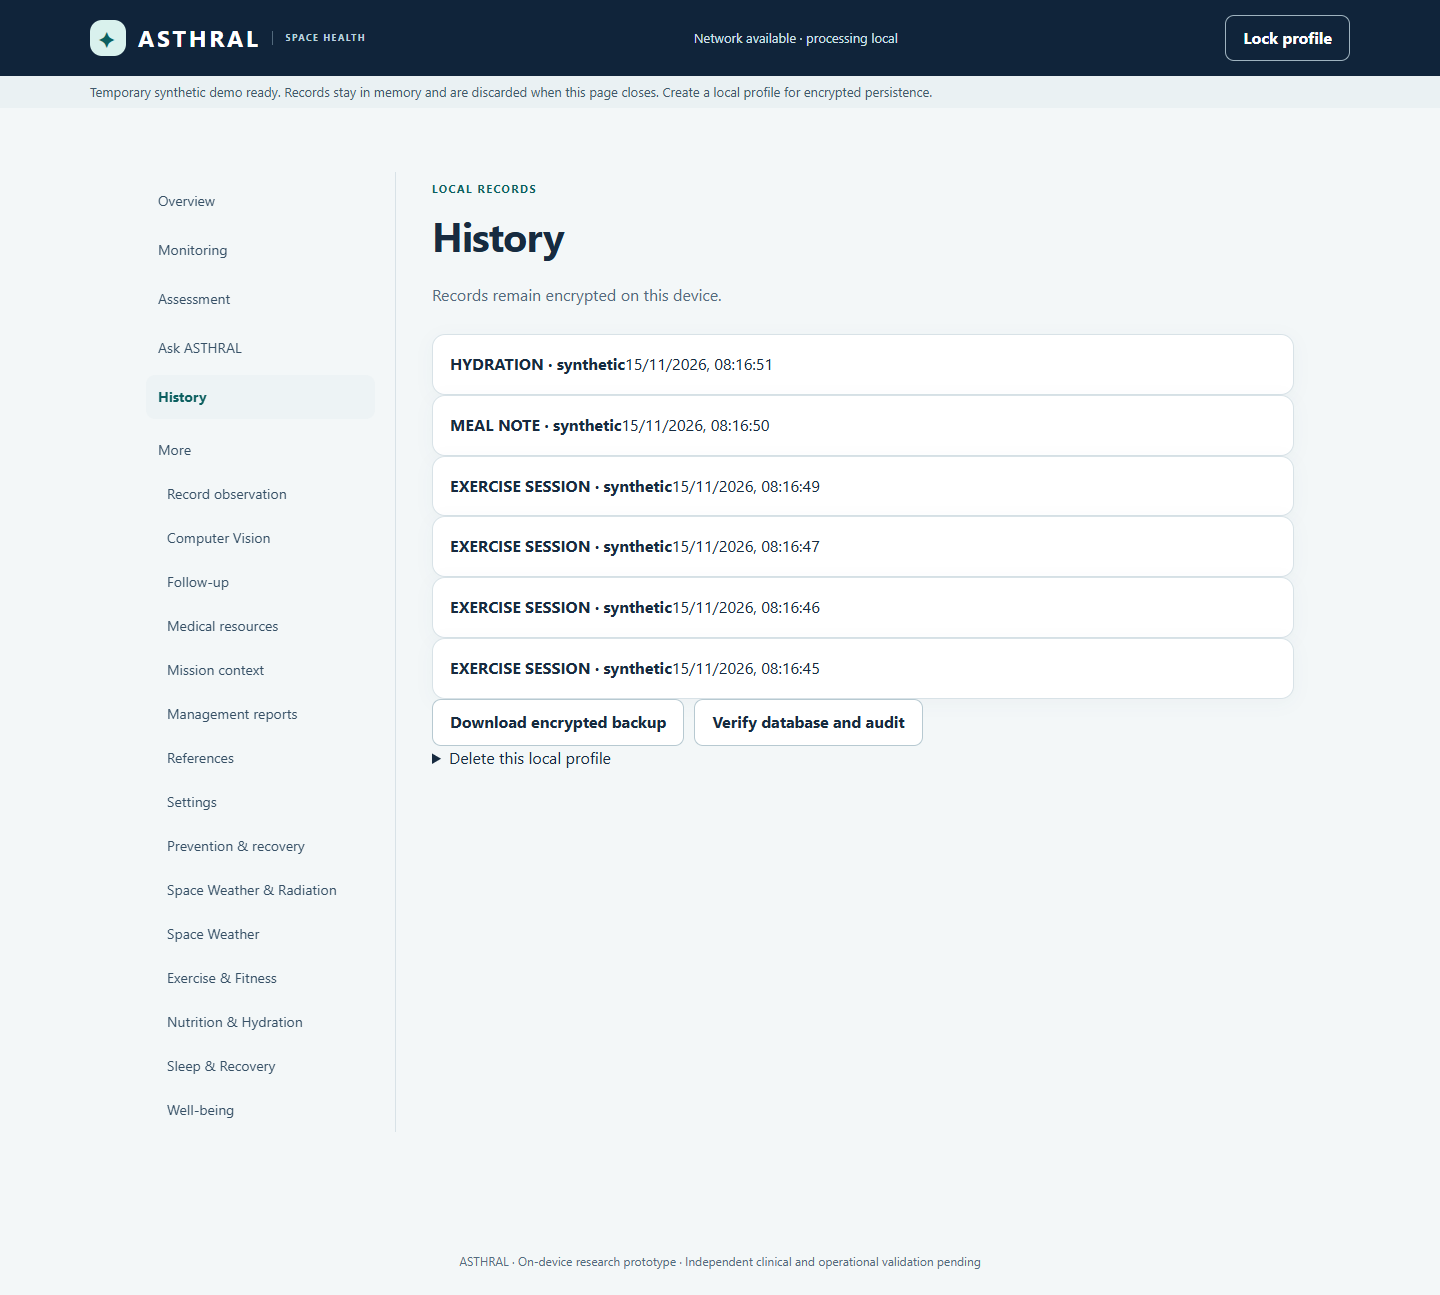 ASTHRAL SPACE HEALTH
Network available · processing local
Lock profile
Temporary synthetic demo ready. Records stay in memory and are discarded when this page closes. Create a local profile for encrypted persistence.
Overview
Monitoring
Assessment
Ask ASTHRAL
History
More
Record observation
Computer Vision
Follow-up
Medical resources
Mission context
Management reports
References
Settings
Prevention & recovery
Space Weather & Radiation
Space Weather
Exercise & Fitness
Nutrition & Hydration
Sleep & Recovery
Well-being
LOCAL RECORDS
History
Records remain encrypted on this device.
HYDRATION · synthetic15/11/2026, 08:16:51
MEAL NOTE · synthetic15/11/2026, 08:16:50
EXERCISE SESSION · synthetic15/11/2026, 08:16:49
EXERCISE SESSION · synthetic15/11/2026, 08:16:47
EXERCISE SESSION · synthetic15/11/2026, 08:16:46
EXERCISE SESSION · synthetic15/11/2026, 08:16:45
Download encrypted backup
Verify database and audit
Delete this local profile
ASTHRAL · On-device research prototype · Independent clinical and operational validation pending